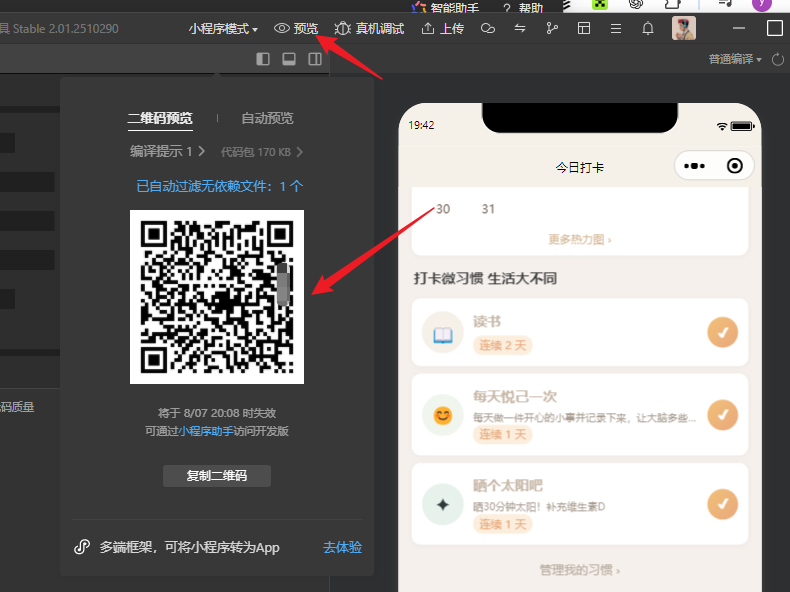 智能助手 ? 帮助
具 Stable 2.01.2510290
小程序模式 预览 真机调试 上传
普通编译
二维码预览 自动预览
编译提示 1 代码包 170 KB
已自动过滤无依赖文件：1 个
将于 8/07 20:08 时失效
可通过小程序助手访问开发版
复制二维码
多端框架，可将小程序转为App 去体验
码质量
19:42
今日打卡
30 31
更多热力图 ›
打卡微习惯 生活大不同
读书
连续 2 天
每天悦己一次
每天做一件开心的小事并记录下来，让大脑多些...
连续 1 天
晒个太阳吧
晒30分钟太阳！补充维生素D
连续 1 天
管理我的习惯 ›